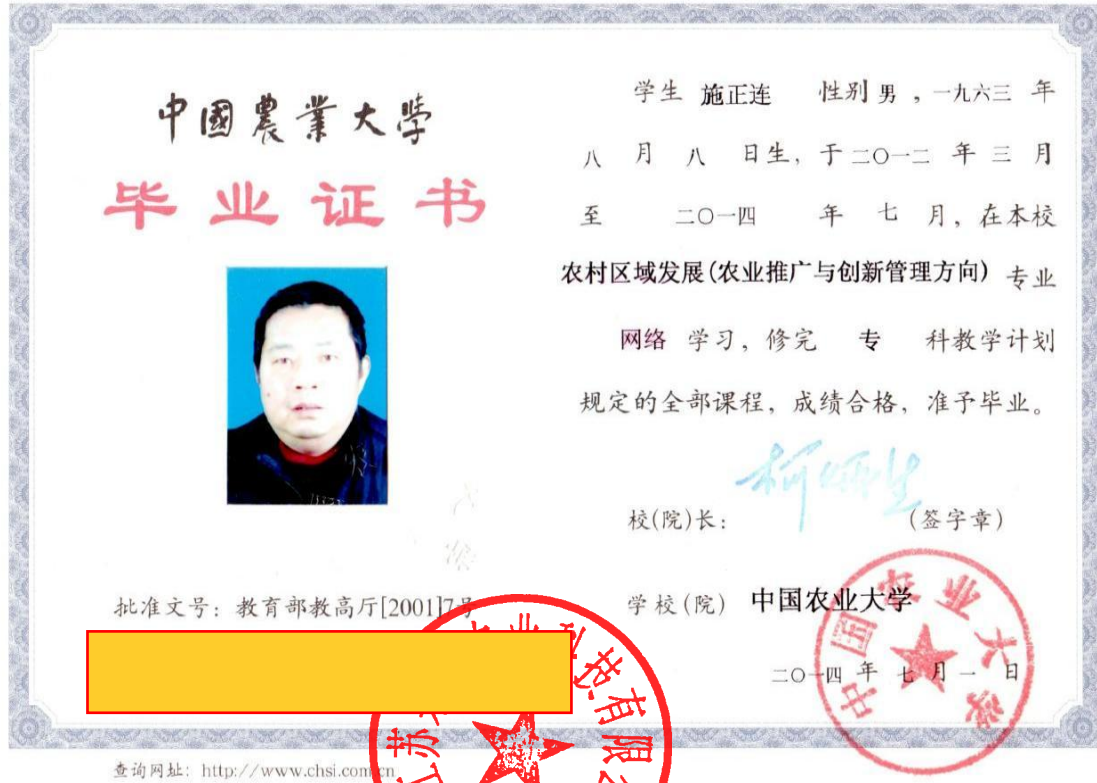 中國農業大學
毕业证书
批准文号：教育部教高厅[2001]7号
查询网址：http://www.chsi.com.cn
学生 施正连 性别 男 ，一九六三 年
八 月 八 日生，于二〇一二 年 三 月
至 二〇一四 年 七 月，在本校
农村区域发展(农业推广与创新管理方向) 专业
网络 学习，修完 专 科教学计划
规定的全部课程，成绩合格，准予毕业。
校(院)长： (签字章)
学校(院) 中国农业大学
二〇一四 年 七 月 一 日
中国农业大学